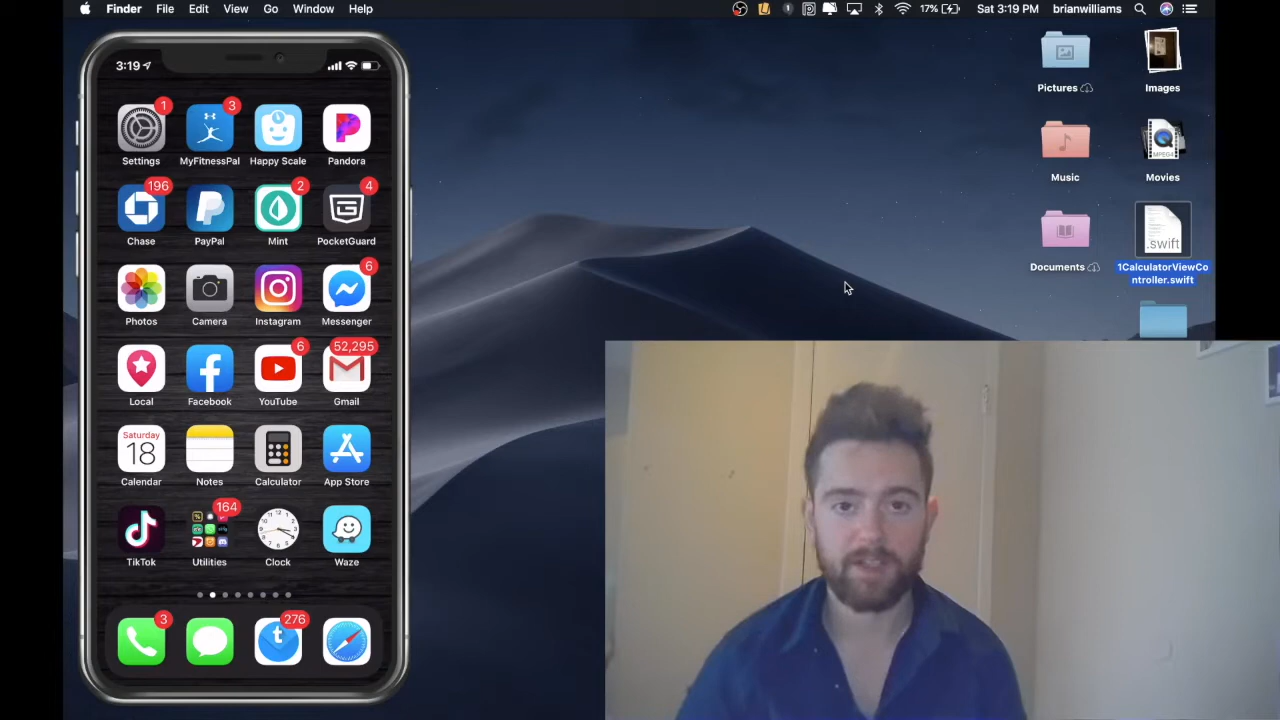 Finder File Edit View Go Window Help 17% Sat 3:19 PM brianwilliams
3:19
1 3
Settings MyFitnessPal Happy Scale Pandora
196 2 4
Chase PayPal Mint PocketGuard
6
Photos Camera Instagram Messenger
6 52,295
Local Facebook YouTube Gmail
Saturday
18
Calendar Notes Calculator App Store
164
TikTok Utilities Clock Waze
3 276
Pictures Images
MPEG4
Music Movies
.swift
Documents 1CalculatorViewCo
ntroller.swift